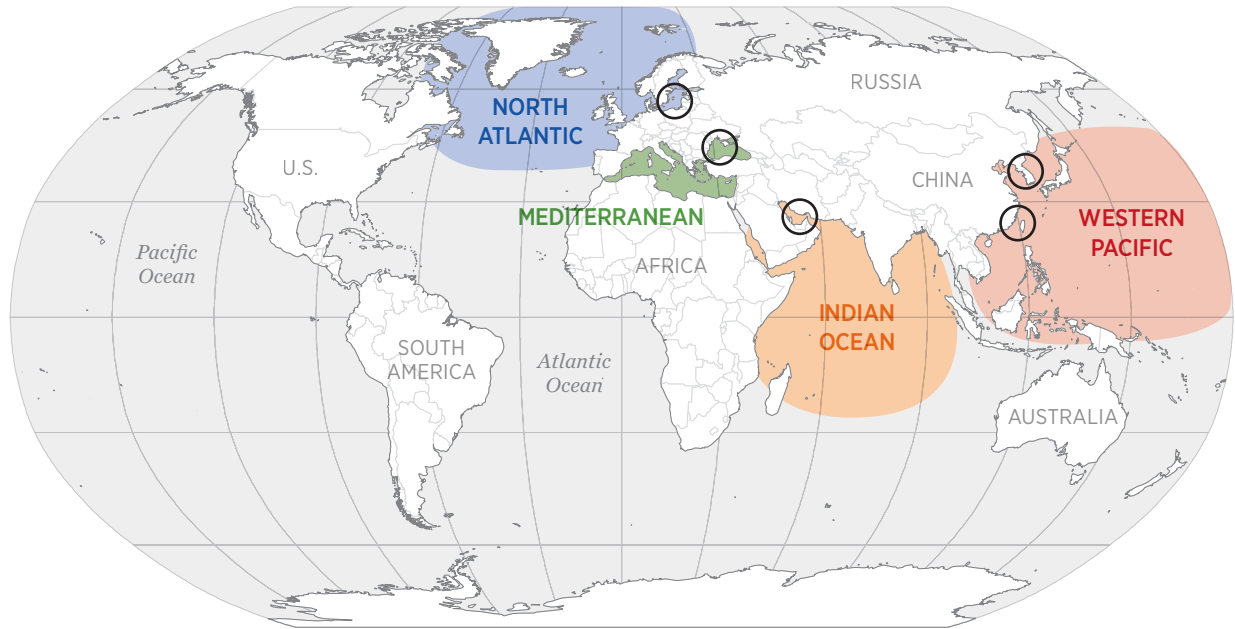 RUSSIA
NORTH
ATLANTIC
U.S.
CHINA
MEDITERRANEAN
WESTERN
PACIFIC
Pacific
Ocean
AFRICA
INDIAN
OCEAN
SOUTH
AMERICA
Atlantic
Ocean
AUSTRALIA